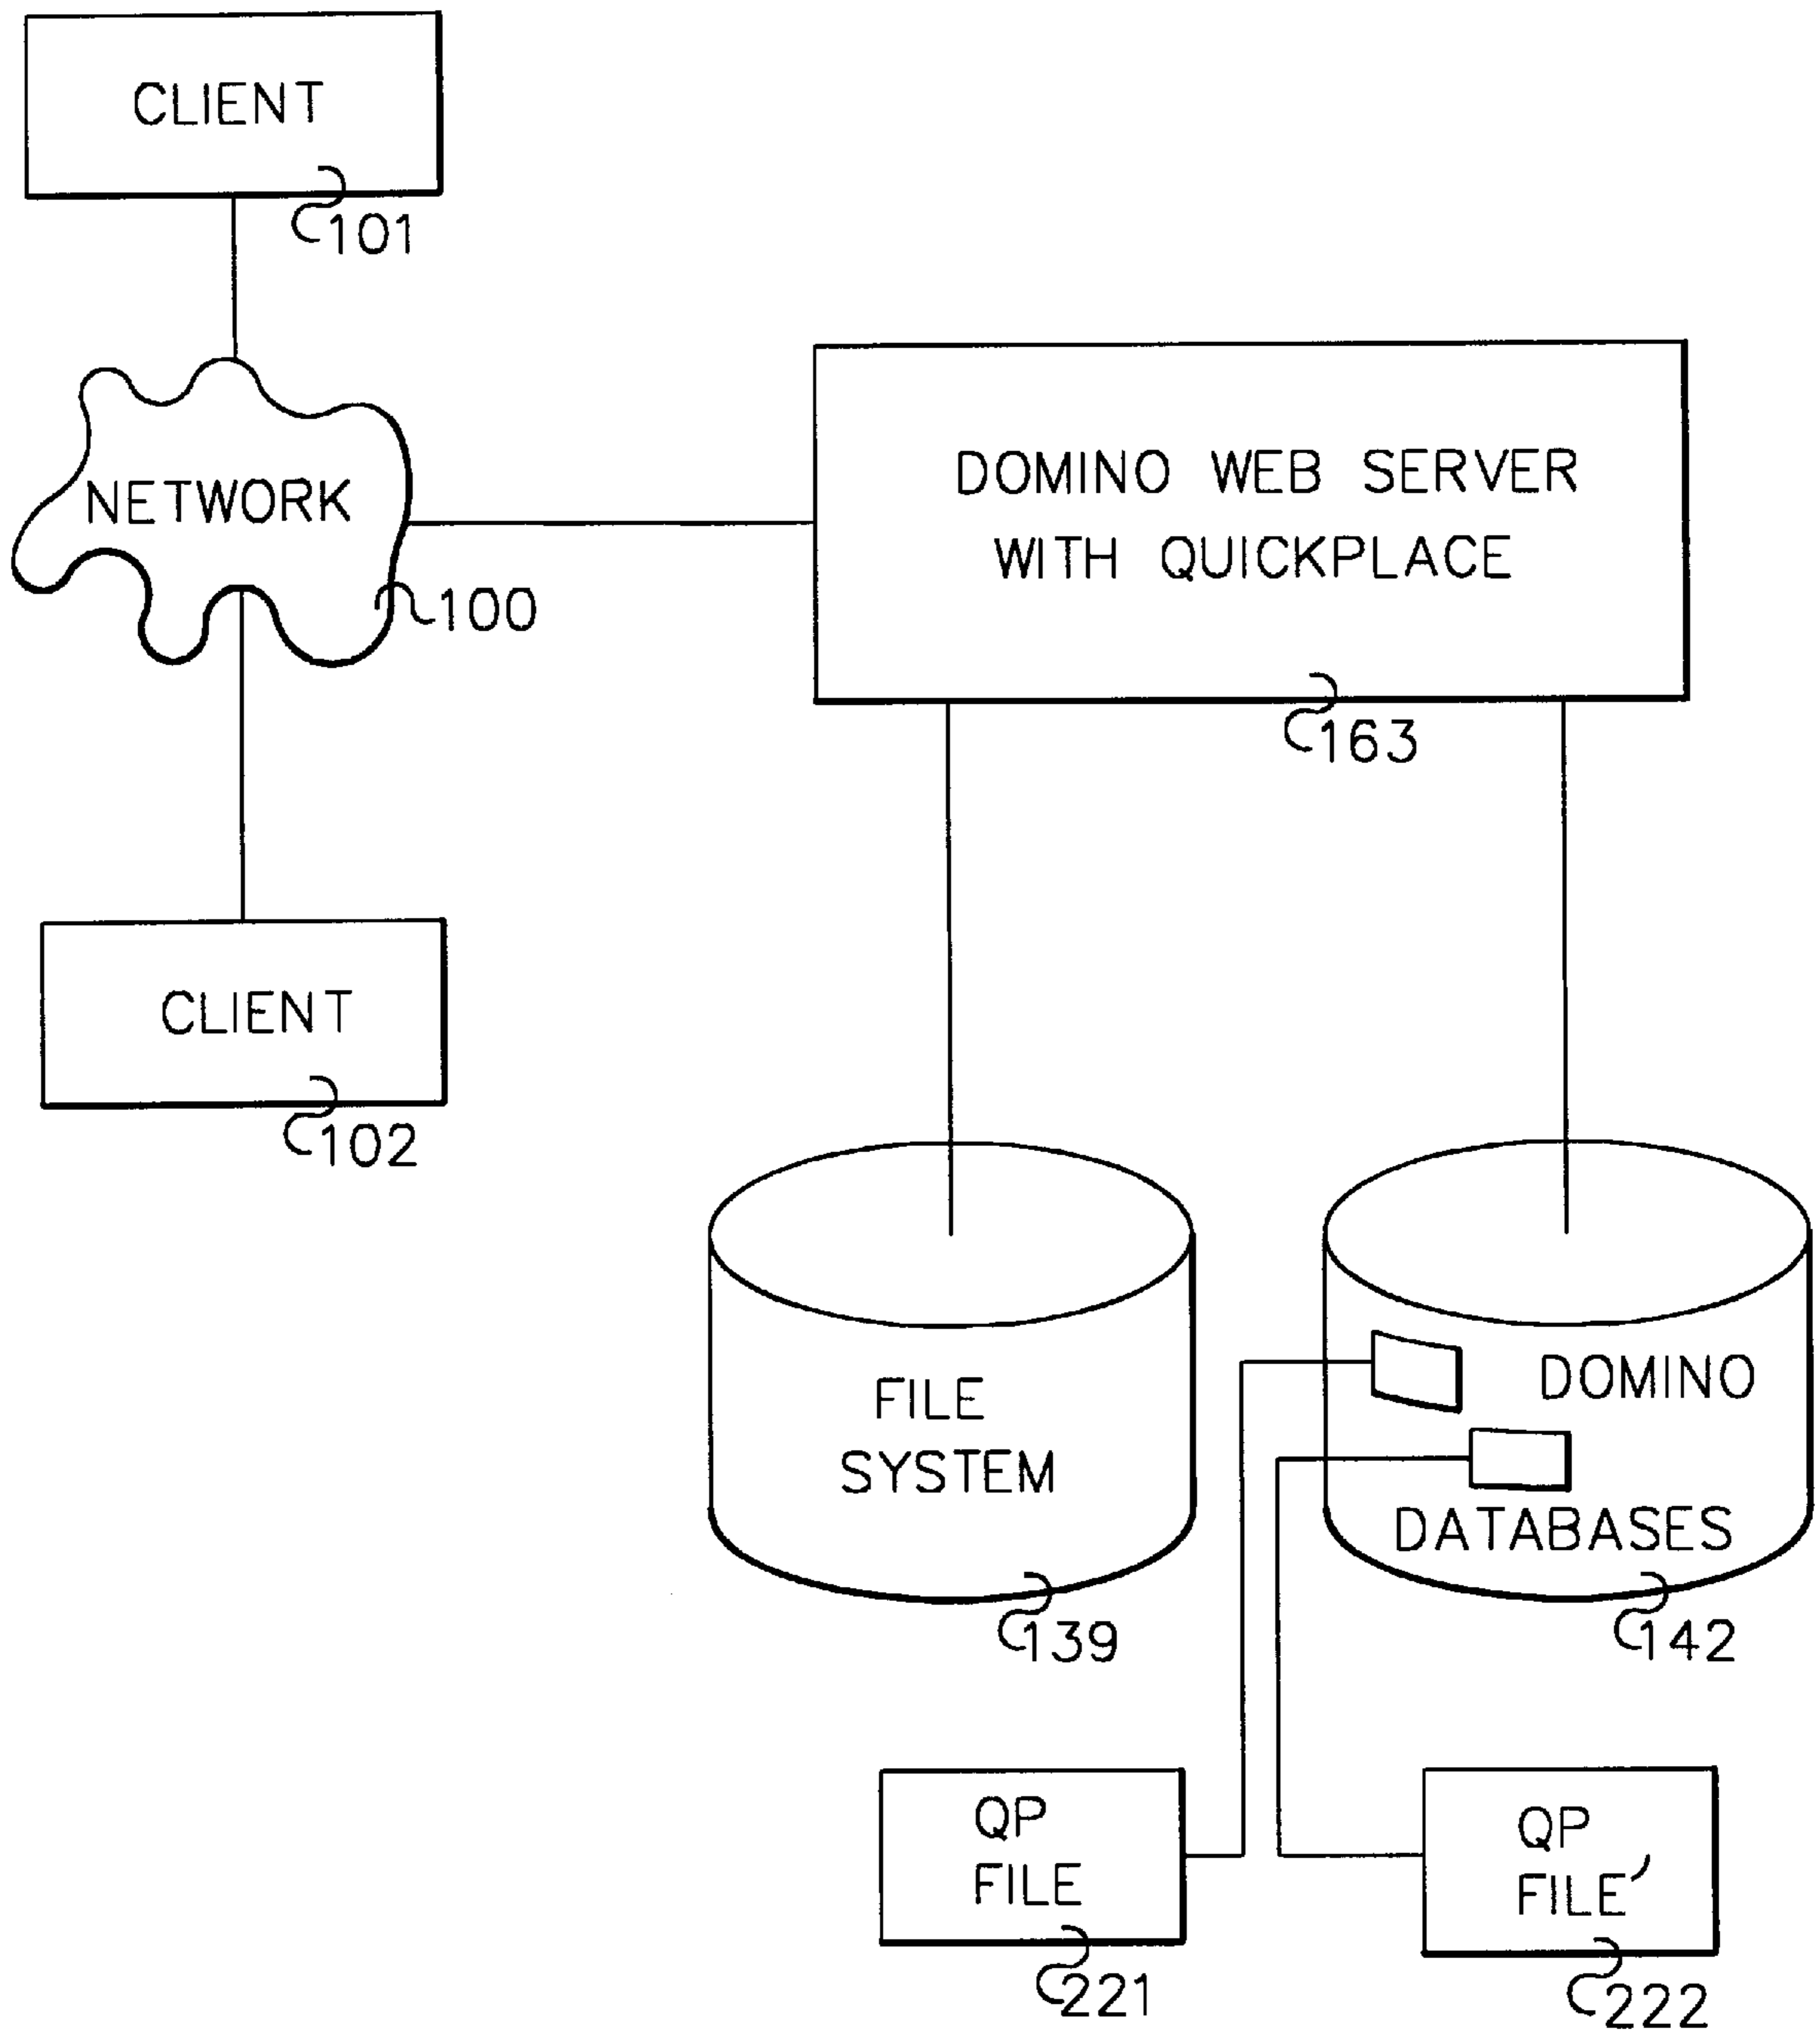 CLIENT
101
NETWORK
100
DOMINO WEB SERVER
WITH QUICKPLACE
163
CLIENT
102
FILE
SYSTEM
139
DOMINO
DATABASES
142
QP
FILE
221
QP
FILE'
222